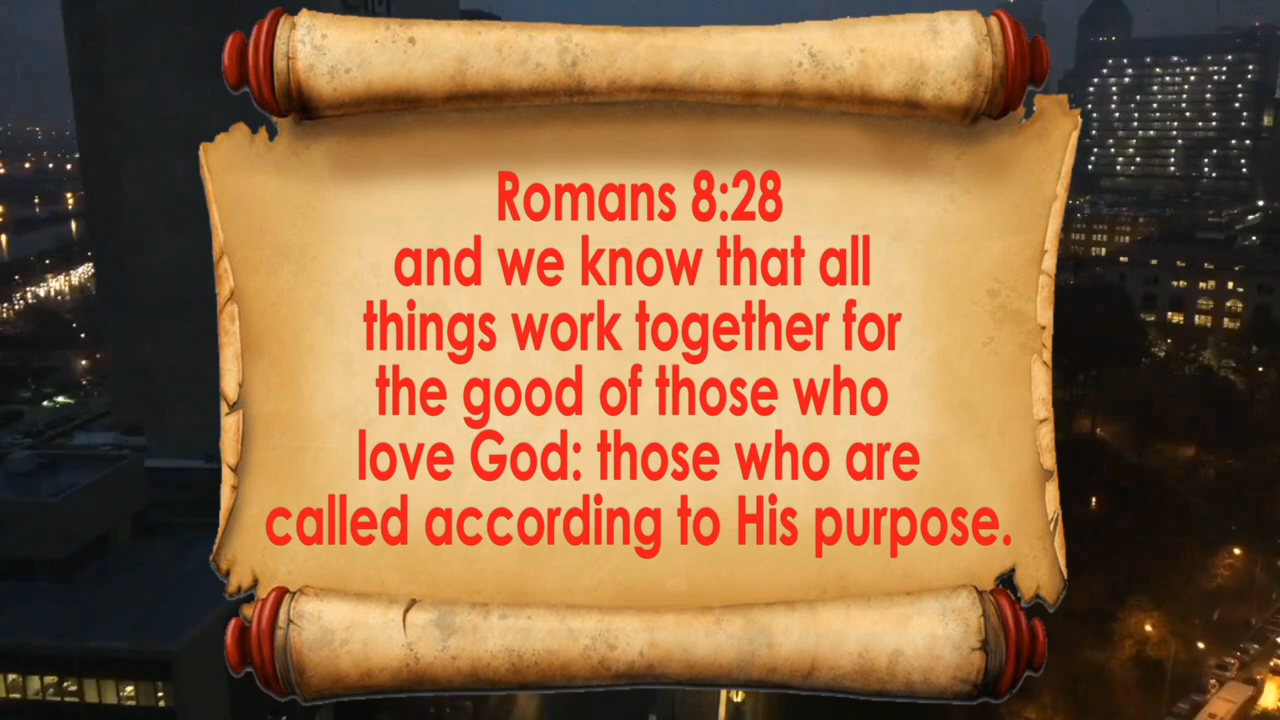 Romans 8:28
and we know that all
things work together for
the good of those who
love God: those who are
called according to His purpose.